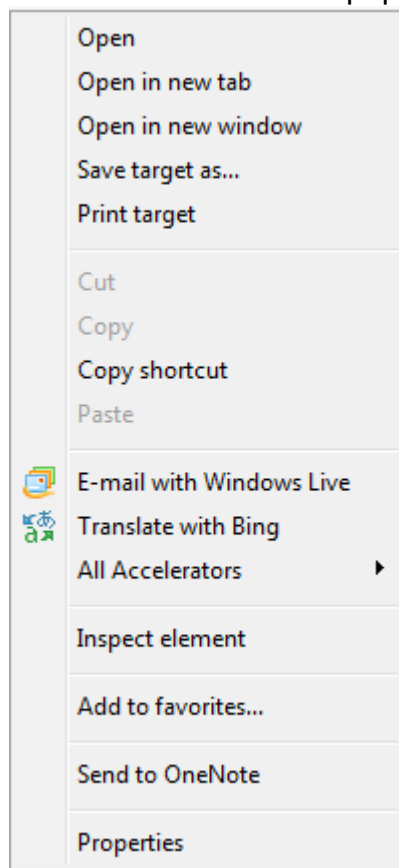 Open
Open in new tab
Open in new window
Save target as...
Print target
Cut
Copy
Copy shortcut
Paste
E-mail with Windows Live
Translate with Bing
All Accelerators
Inspect element
Add to favorites...
Send to OneNote
Properties